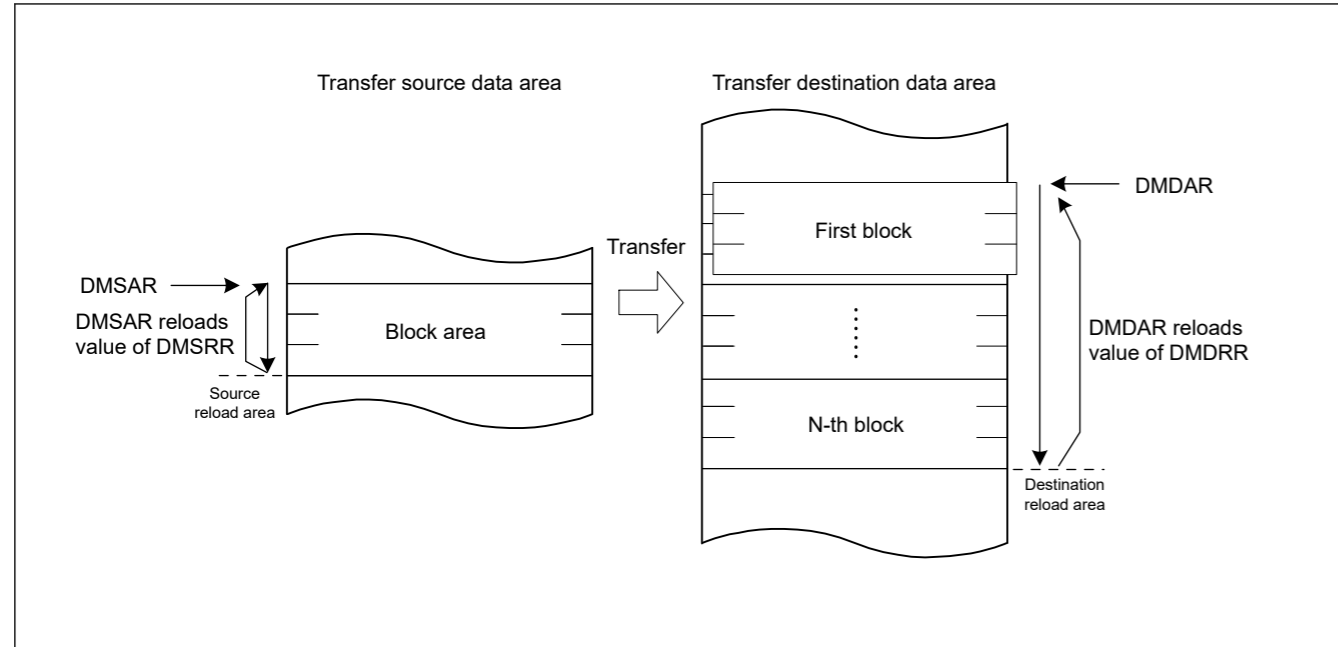 Transfer source data area
Transfer destination data area
DMDAR
First block
Transfer
DMSAR
DMSAR reloads
value of DMSRR
Block area
DMDAR reloads
value of DMDRR
Source
reload area
N-th block
Destination
reload area